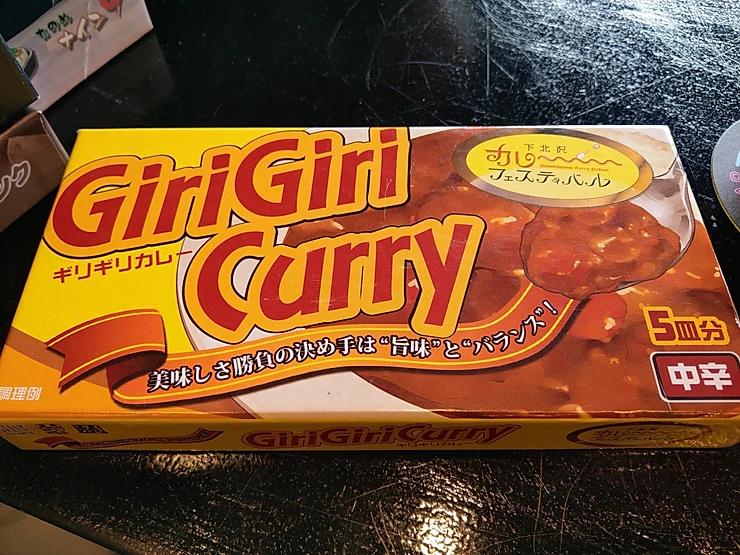 下北沢
カレー
フェスティバル
GiriGiri
Curry
ギリギリカレー
美味しさ勝負の決め手は“旨味”と“バランス”!
5皿分
中辛
調理例
GiriGiriCurry
ギリギリカレー